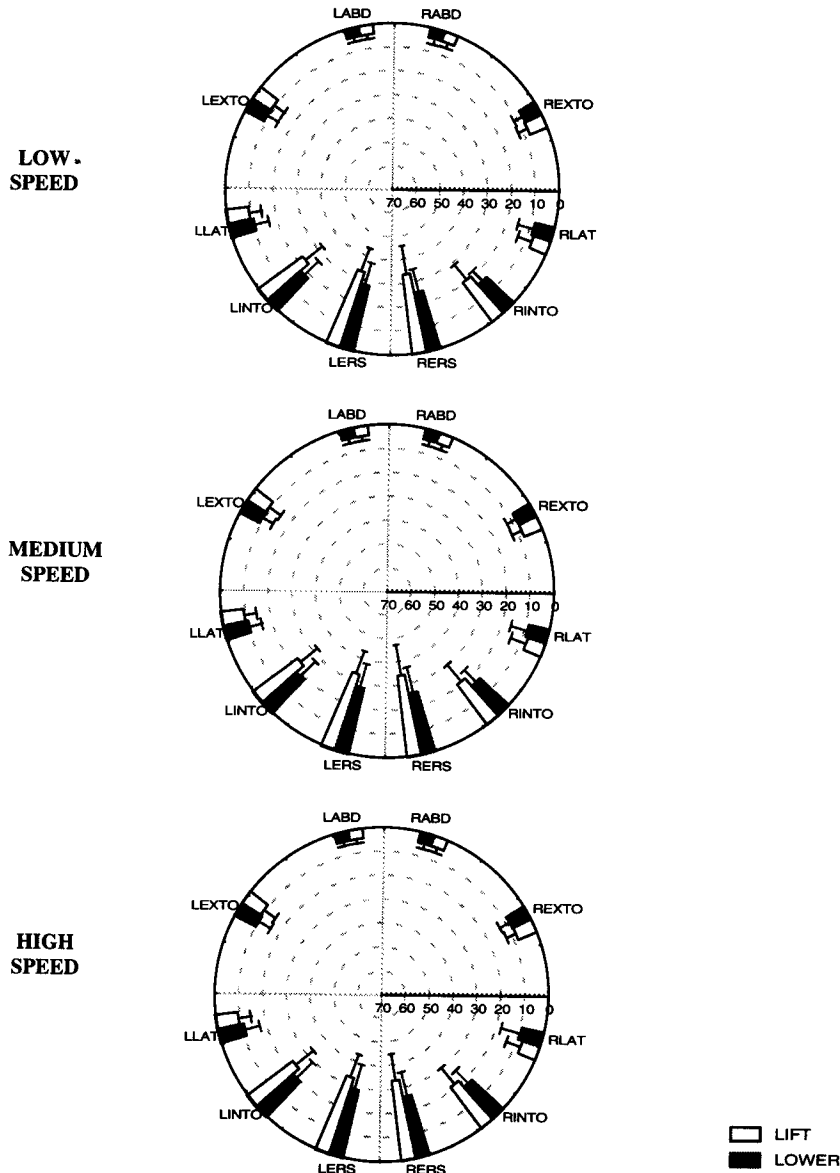 LABD RABD
LEXTO REXTO
LOW
SPEED
70 60 50 40 30 20 10 0
LLAT RLAT
LINTO RINTO
LERS RERS
LABD RABD
LEXTO REXTO
MEDIUM
SPEED
70 60 50 40 30 20 10 0
LLAT RLAT
LINTO RINTO
LERS RERS
LABD RABD
LEXTO REXTO
HIGH
SPEED
70 60 50 40 30 20 10 0
LLAT RLAT
LINTO RINTO
LERS RERS
LIFT
LOWER